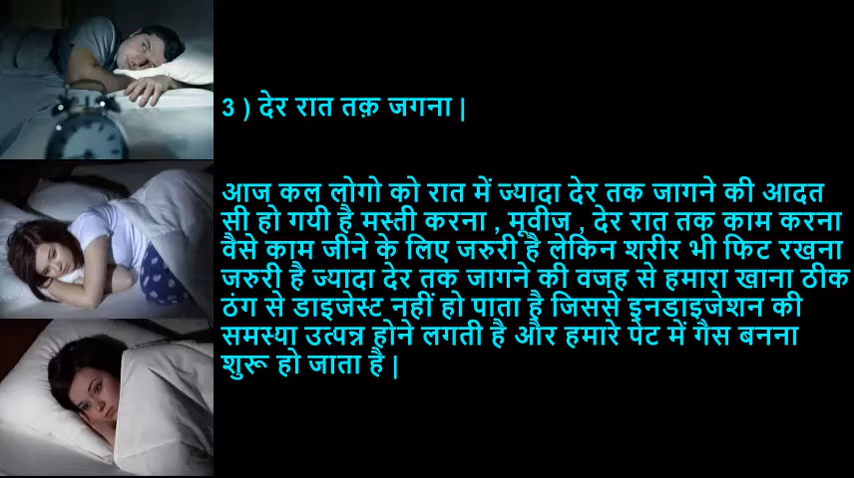 3 ) देर रात तक़ जगना |
आज कल लोगो को रात में ज्यादा देर तक जागने की आदत
सी हो गयी है मस्ती करना , मूवीज , देर रात तक काम करना
वैसे काम जीने के लिए जरुरी है लेकिन शरीर भी फिट रखना
जरुरी है ज्यादा देर तक जागने की वजह से हमारा खाना ठीक
ठंग से डाइजेस्ट नहीं हो पाता है जिससे इनडाइजेशन की
समस्या उत्पन्न होने लगती है और हमारे पेट में गैस बनना
शुरू हो जाता है |